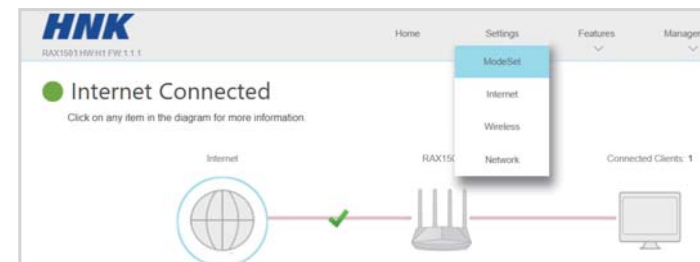 HNK
Home Settings Features
RAX1501 HW:H1 FW:1.1.1
ModeSet
Internet Connected
Internet
Click on any item in the diagram for more information.
Wireless
Internet
Network
Connected Clients: 1